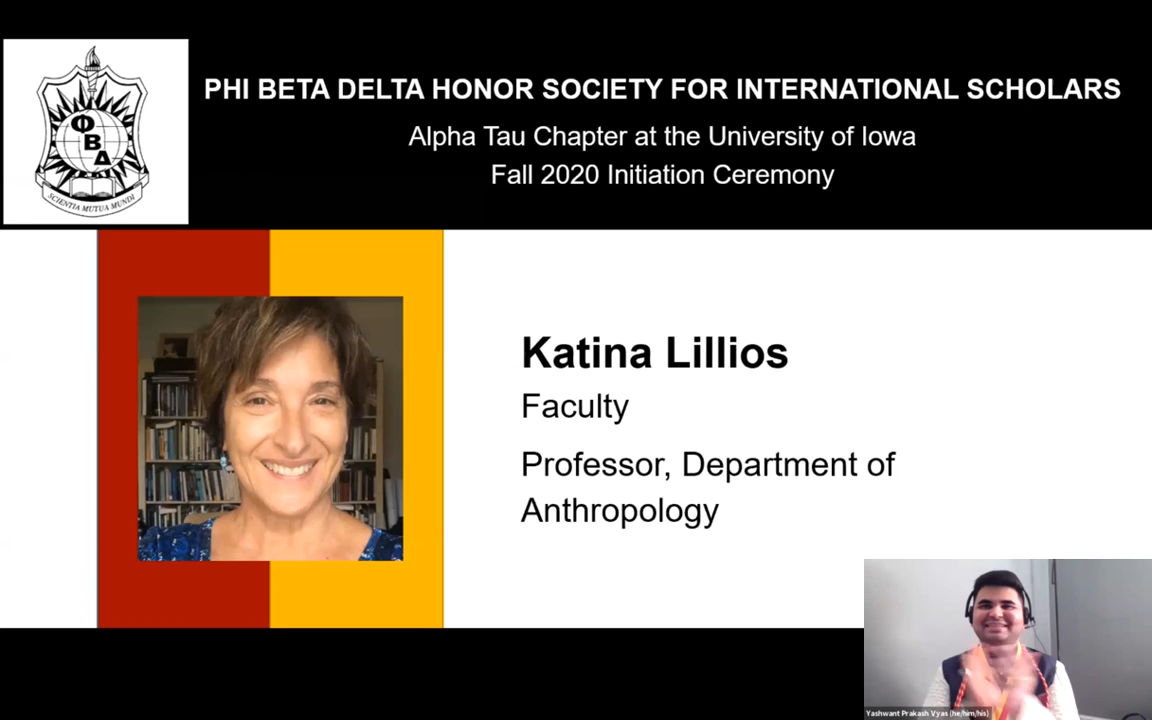 PHI BETA DELTA HONOR SOCIETY FOR INTERNATIONAL SCHOLARS
Alpha Tau Chapter at the University of Iowa
Fall 2020 Initiation Ceremony
Φ
B
Δ
SCIENTIA MUTUA MUNDI
Katina Lillios
Faculty
Professor, Department of
Anthropology
Yashwant Prakash Vyas (he/him/his)